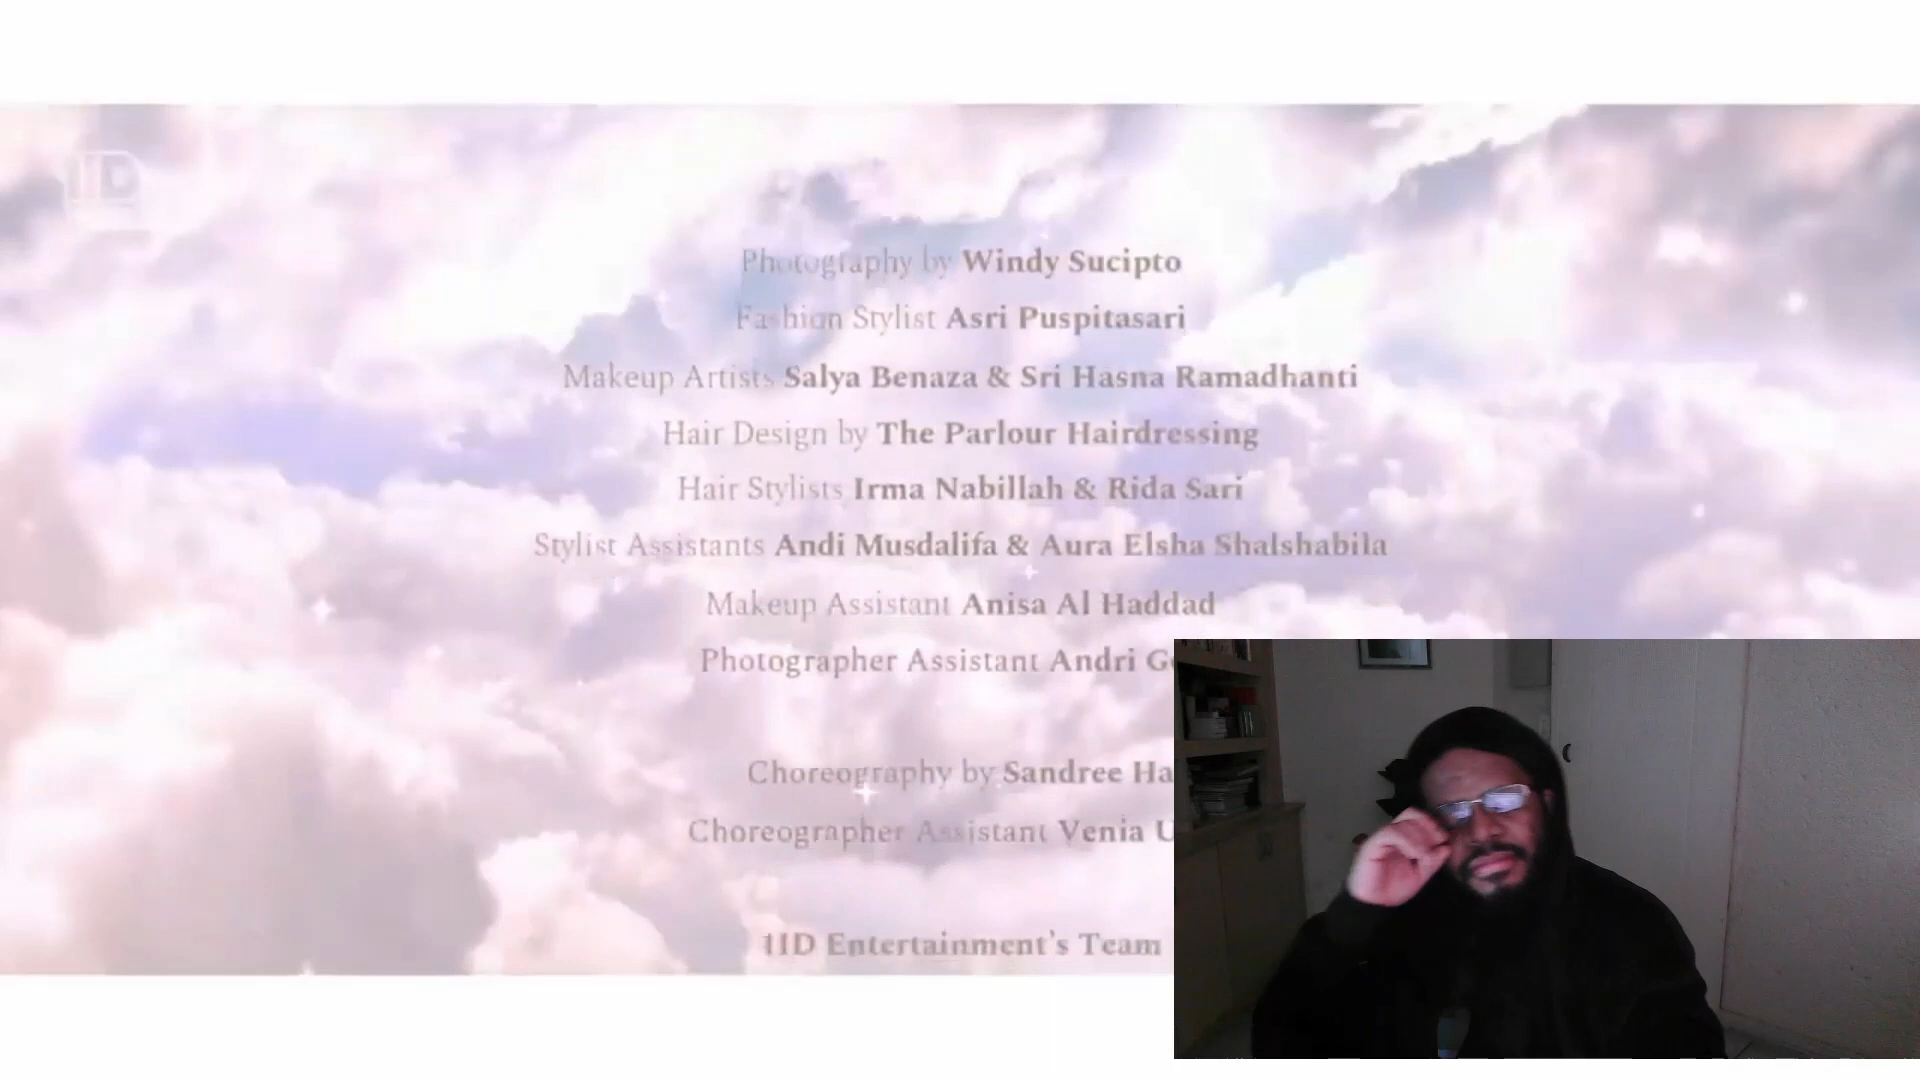 Photography by Windy Sucipto
Fashion Stylist Asri Puspitasari
Makeup Artists Salya Benaza & Sri Hasna Ramadhanti
Hair Design by The Parlour Hairdressing
Hair Stylists Irma Nabillah & Rida Sari
Stylist Assistants Andi Musdalifa & Aura Elsha Shalshabila
Makeup Assistant Anisa Al Haddad
Photographer Assistant Andri
Choreography by Sandree
Choreographer Assistant Venia
1ID Entertainment's Team